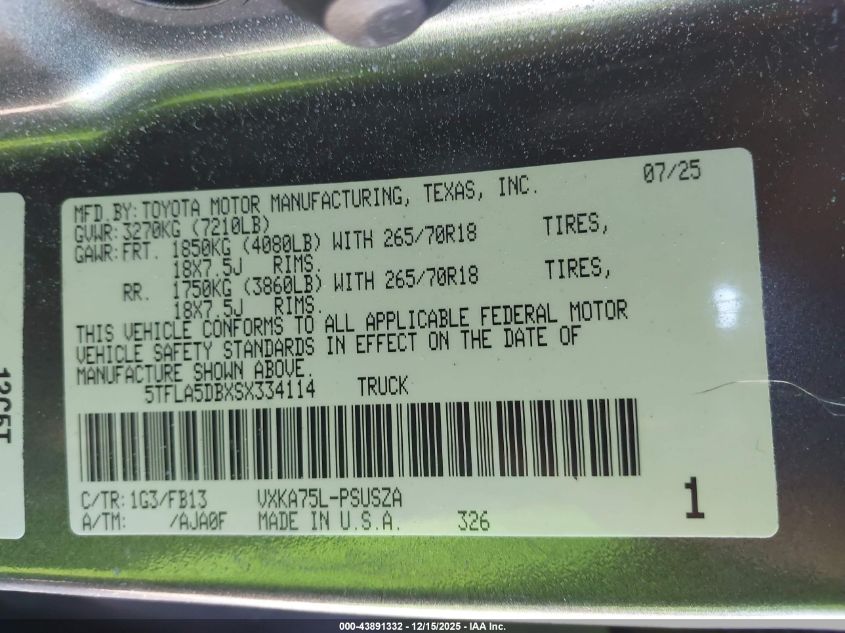 MFD.BY: TOYOTA MOTOR MANUFACTURING, TEXAS, INC. 07/25
GVWR: 3270KG (7210LB)
GAWR: FRT. 1850KG (4080LB) WITH 265/70R18 TIRES,
18X7.5J RIMS.
RR. 1750KG (3860LB) WITH 265/70R18 TIRES,
18X7.5J RIMS.
THIS VEHICLE CONFORMS TO ALL APPLICABLE FEDERAL MOTOR
VEHICLE SAFETY STANDARDS IN EFFECT ON THE DATE OF
MANUFACTURE SHOWN ABOVE.
5TFLA5DBXSX334114 TRUCK
C/TR: 1G3/FB13 VXKA75L-PSUSZA
A/TM: /AJA0F MADE IN U.S.A. 326 1
000-43891332 - 12/15/2025 - IAA Inc.